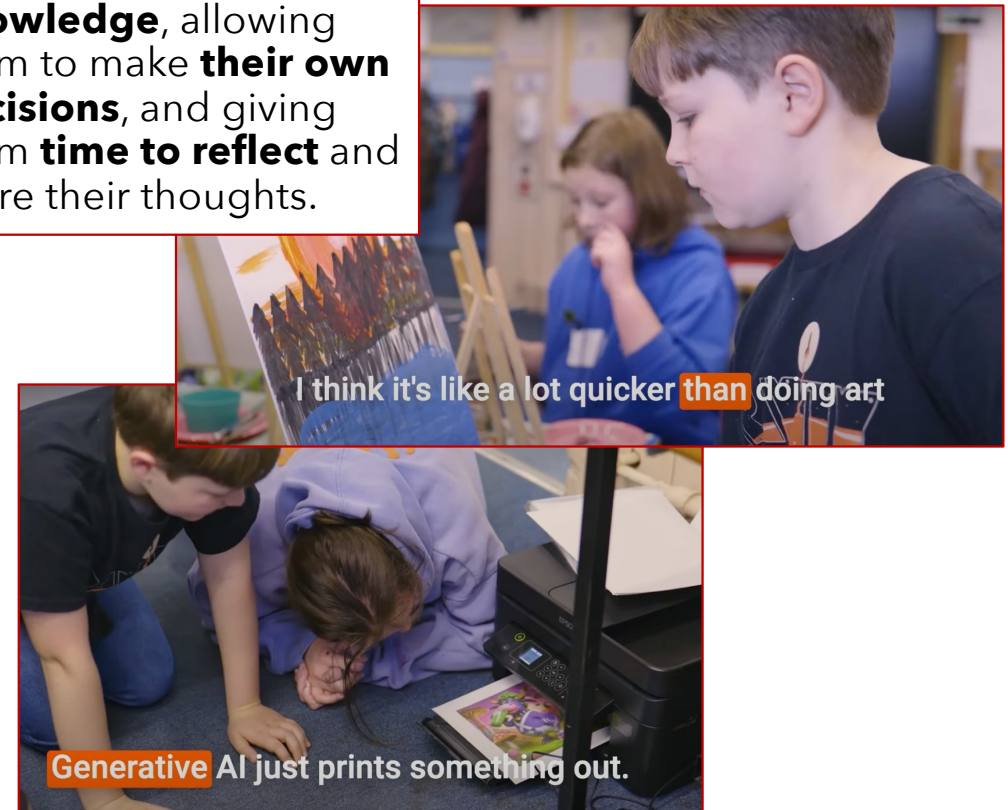 owledge, allowing
m to make their own
cisions, and giving
m time to reflect and
re their thoughts.
I think it's like a lot quicker than doing art
EPSON
Generative AI just prints something out.